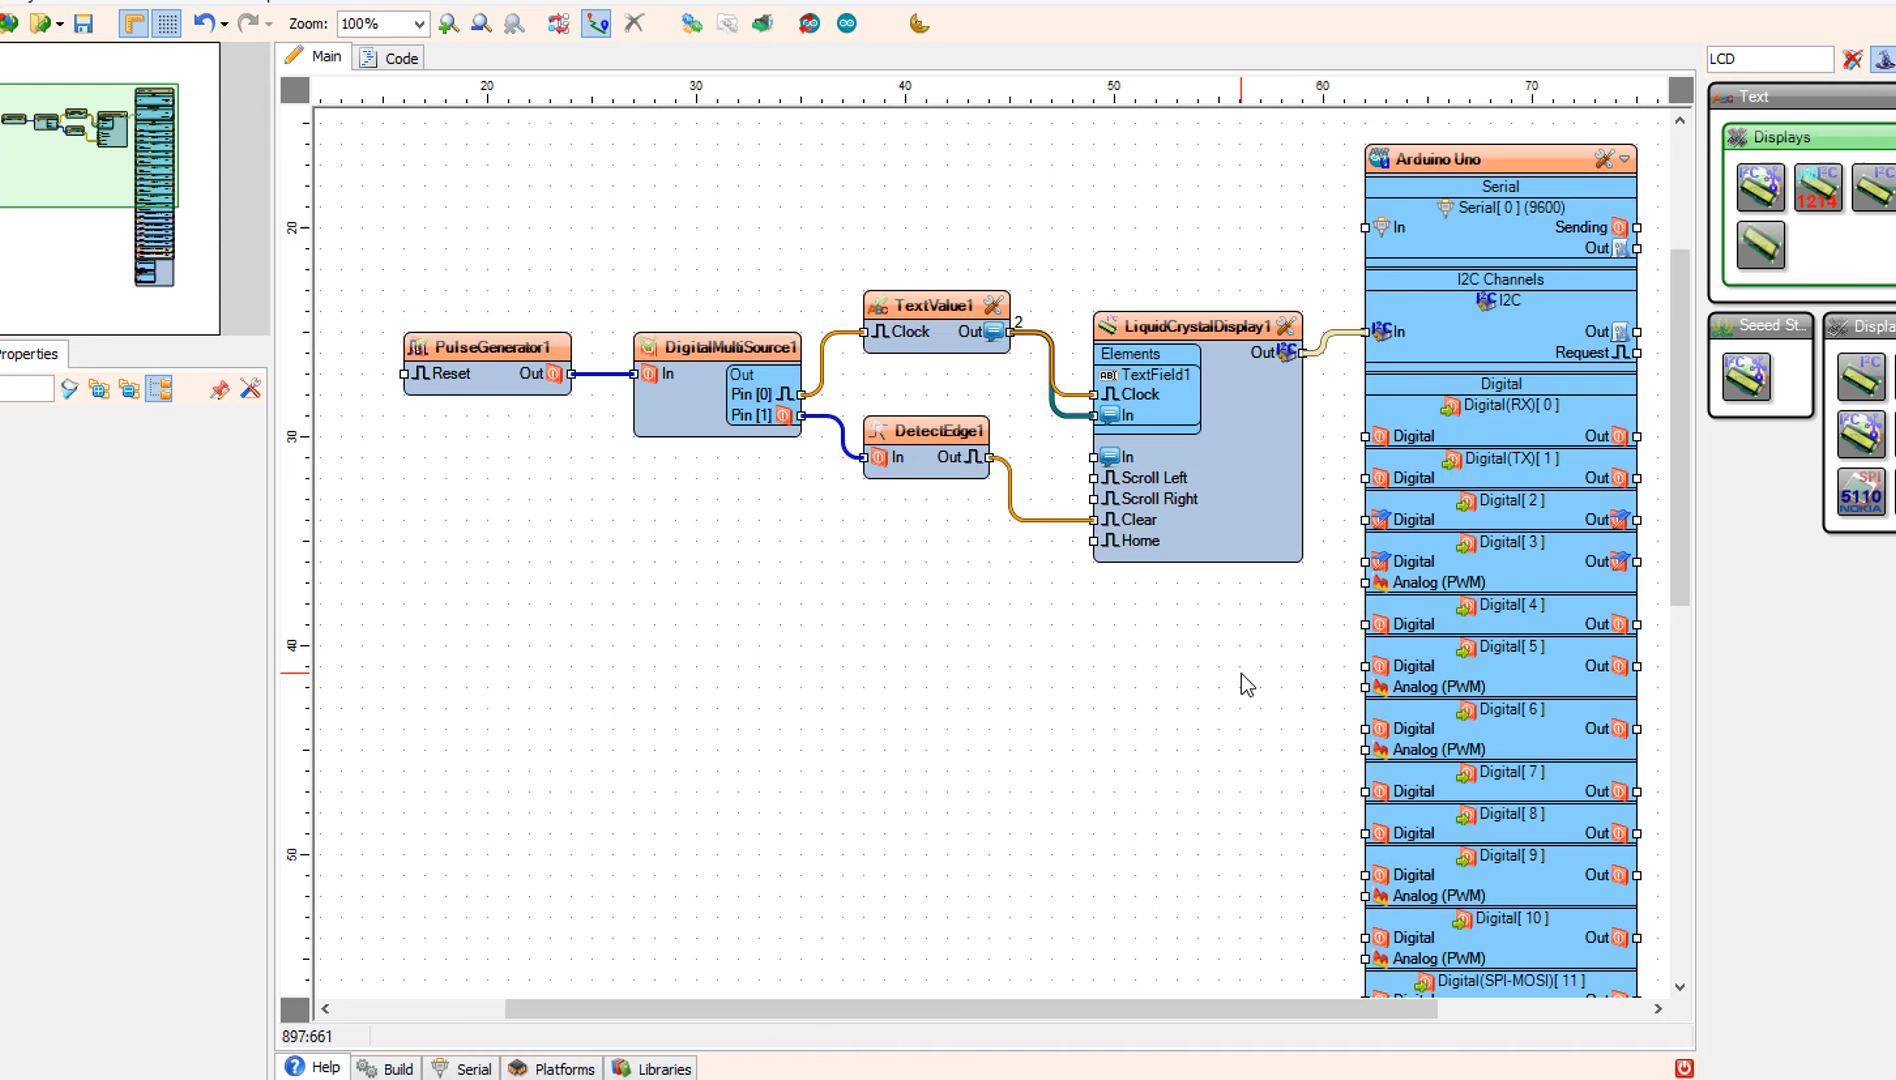 Zoom: 100%
LCD
Main
Code
20 30 40 50 60 70
20
30
40
50
Properties
PulseGenerator1
Reset Out
DigitalMultiSource1
In
Out
Pin [0]
Pin [1]
TextValue1
Clock Out
2
DetectEdge1
In Out
LiquidCrystalDisplay1
Out I²C
Elements
TextField1
Clock
In
In
Scroll Left
Scroll Right
Clear
Home
Arduino Uno
Serial
Serial[ 0 ] (9600)
In Sending
Out
I2C Channels
I2C
In Out
Request
Digital
Digital(RX)[ 0 ]
Digital Out
Digital(TX)[ 1 ]
Digital Out
Digital[ 2 ]
Digital Out
Digital[ 3 ]
Digital Out
Analog (PWM)
Digital[ 4 ]
Digital Out
Digital[ 5 ]
Digital Out
Analog (PWM)
Digital[ 6 ]
Digital Out
Analog (PWM)
Digital[ 7 ]
Digital Out
Digital[ 8 ]
Digital Out
Digital[ 9 ]
Digital Out
Analog (PWM)
Digital[ 10 ]
Digital Out
Analog (PWM)
Digital(SPI-MOSI)[ 11 ]
Text
Displays
I²C
1214
I²C
Seeed St...
Displa
SPI
5110
NOKIA
897:661
Help
Build
Serial
Platforms
Libraries